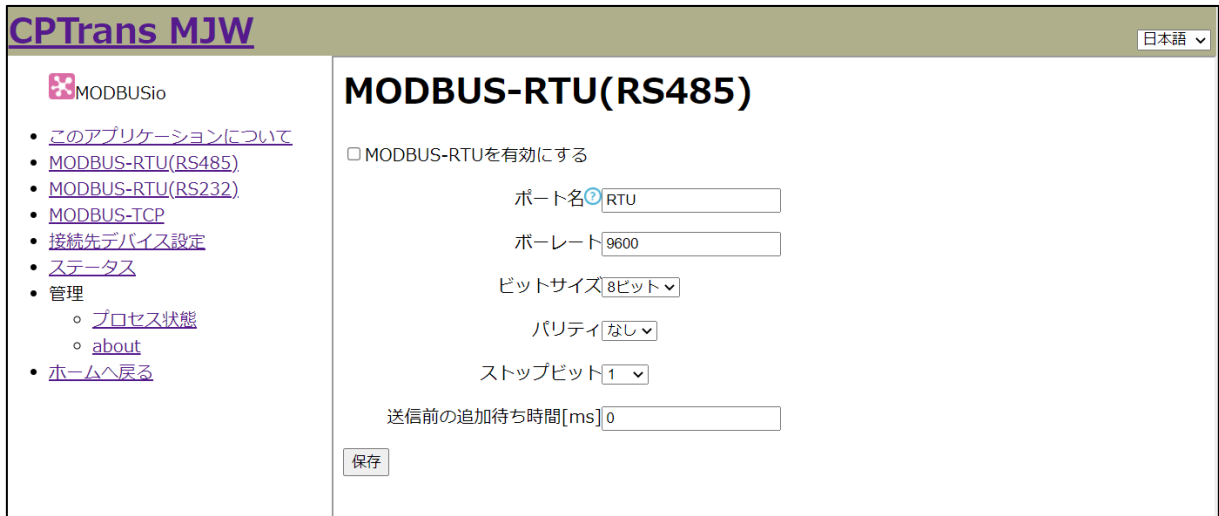 CPTrans MJW
日本語
MODBUSio
このアプリケーションについて
MODBUS-RTU(RS485)
MODBUS-RTU(RS232)
MODBUS-TCP
接続先デバイス設定
ステータス
管理
プロセス状態
about
ホームへ戻る
MODBUS-RTU(RS485)
MODBUS-RTUを有効にする
ポート名? RTU
ボーレート 9600
ビットサイズ 8ビット
パリティ なし
ストップビット 1
送信前の追加待ち時間[ms] 0
保存